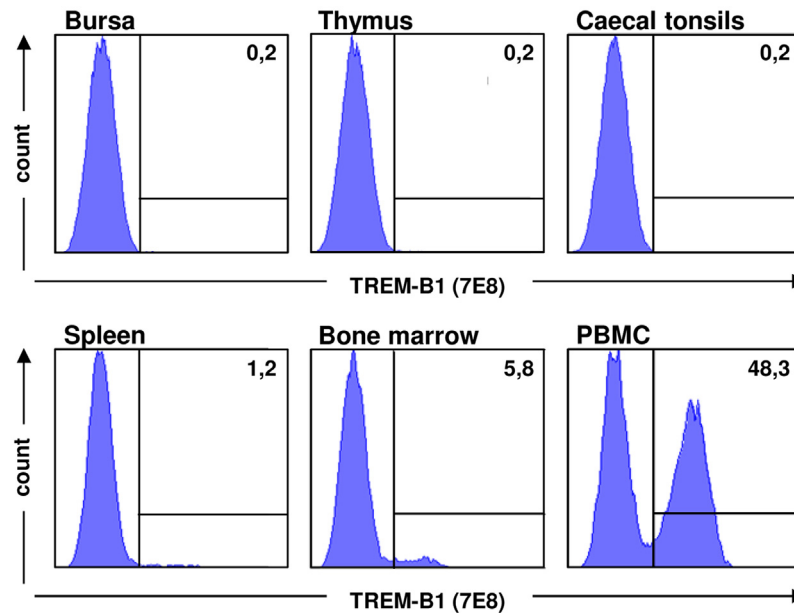 Bursa
Thymus
Caecal tonsils
0,2
0,2
0,2
count
TREM-B1 (7E8)
Spleen
Bone marrow
PBMC
1,2
5,8
48,3
count
TREM-B1 (7E8)